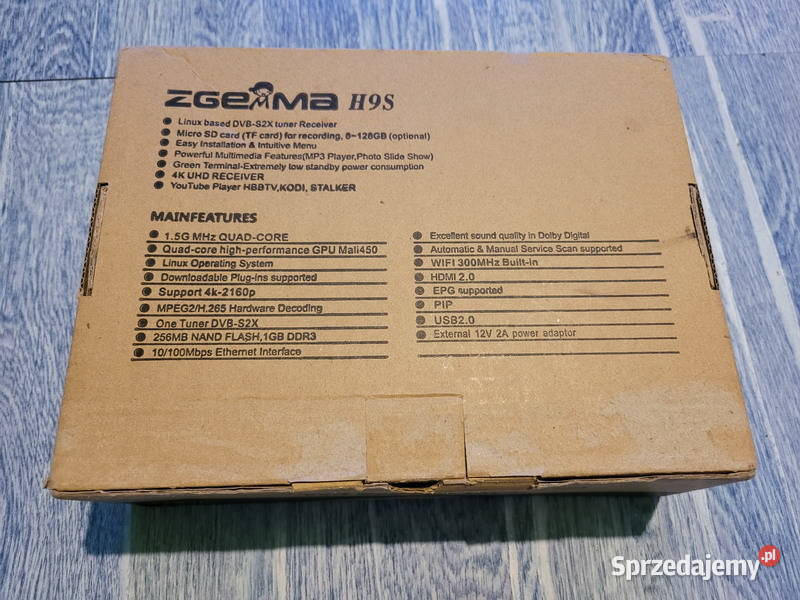 ZGEMMA H9S
Linux based DVB-S2X tuner Receiver
Micro SD card (TF card) for recording, 8~128GB (optional)
Easy Installation & Intuitive Menu
Powerful Multimedia Features(MP3 Player,Photo Slide Show)
Green Terminal-Extremely low standby power consumption
4K UHD RECEIVER
YouTube Player HBBTV,KODI, STALKER
MAINFEATURES
1.5G MHz QUAD-CORE
Quad-core high-performance GPU Mali450
Linux Operating System
Downloadable Plug-ins supported
Support 4k-2160p
MPEG2/H.265 Hardware Decoding
One Tuner DVB-S2X
256MB NAND FLASH,1GB DDR3
10/100Mbps Ethernet Interface
Excellent sound quality in Dolby Digital
Automatic & Manual Service Scan supported
WIFI 300MHz Built-in
HDMI 2.0
EPG supported
PIP
USB2.0
External 12V 2A power adaptor
Sprzedajemy.pl